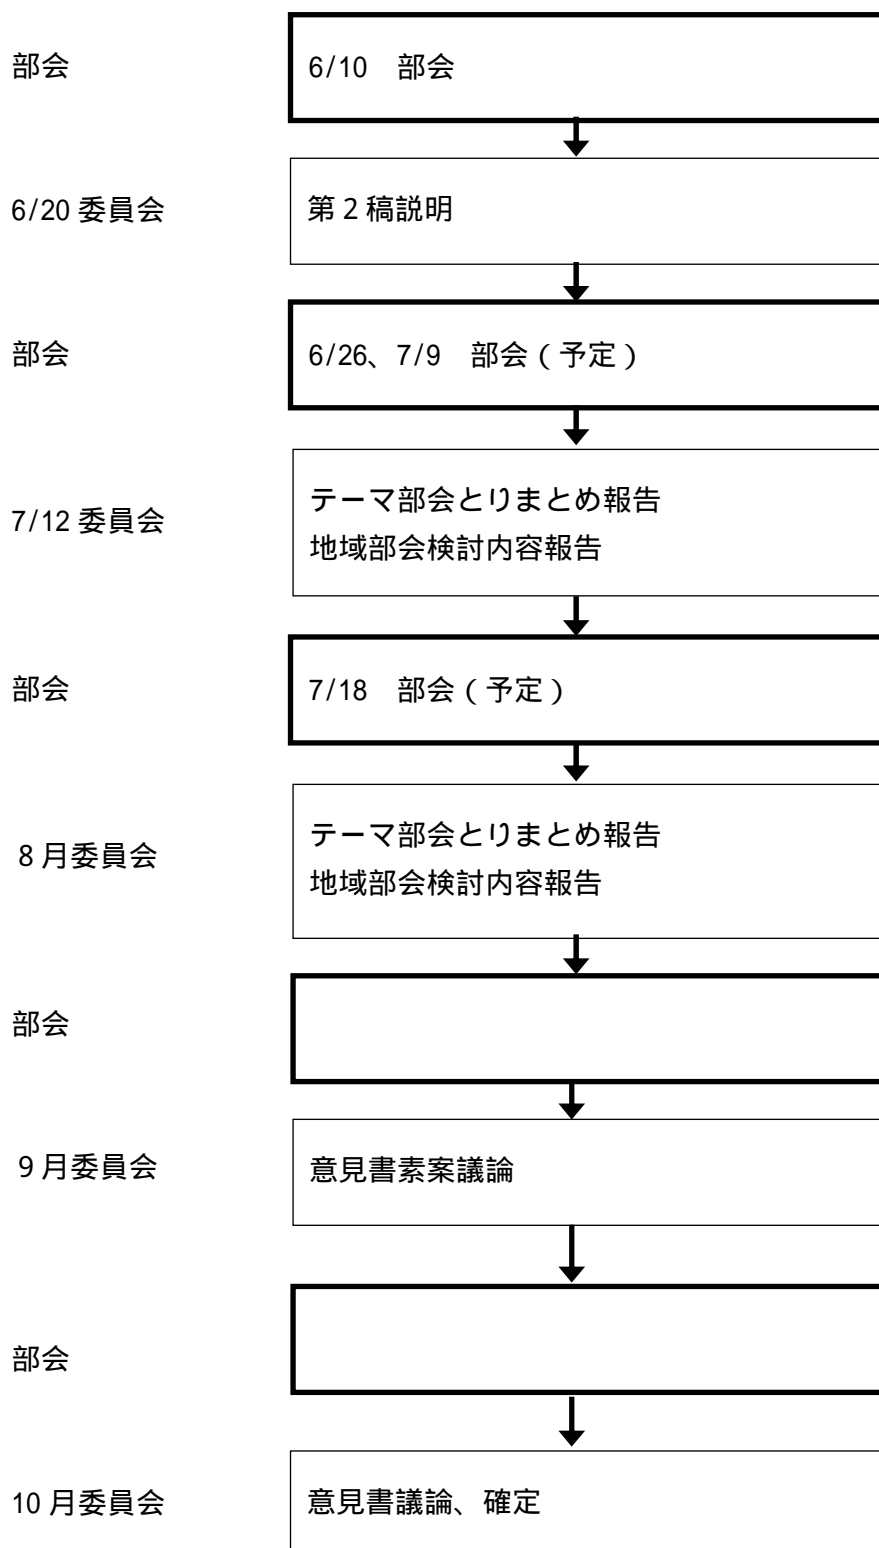 部会
6/10　部会
6/20 委員会
第２稿説明
部会
6/26、7/9　部会（予定）
7/12 委員会
テーマ部会とりまとめ報告
地域部会検討内容報告
部会
7/18　部会（予定）
8 月委員会
テーマ部会とりまとめ報告
地域部会検討内容報告
部会
9 月委員会
意見書素案議論
部会
10 月委員会
意見書議論、確定